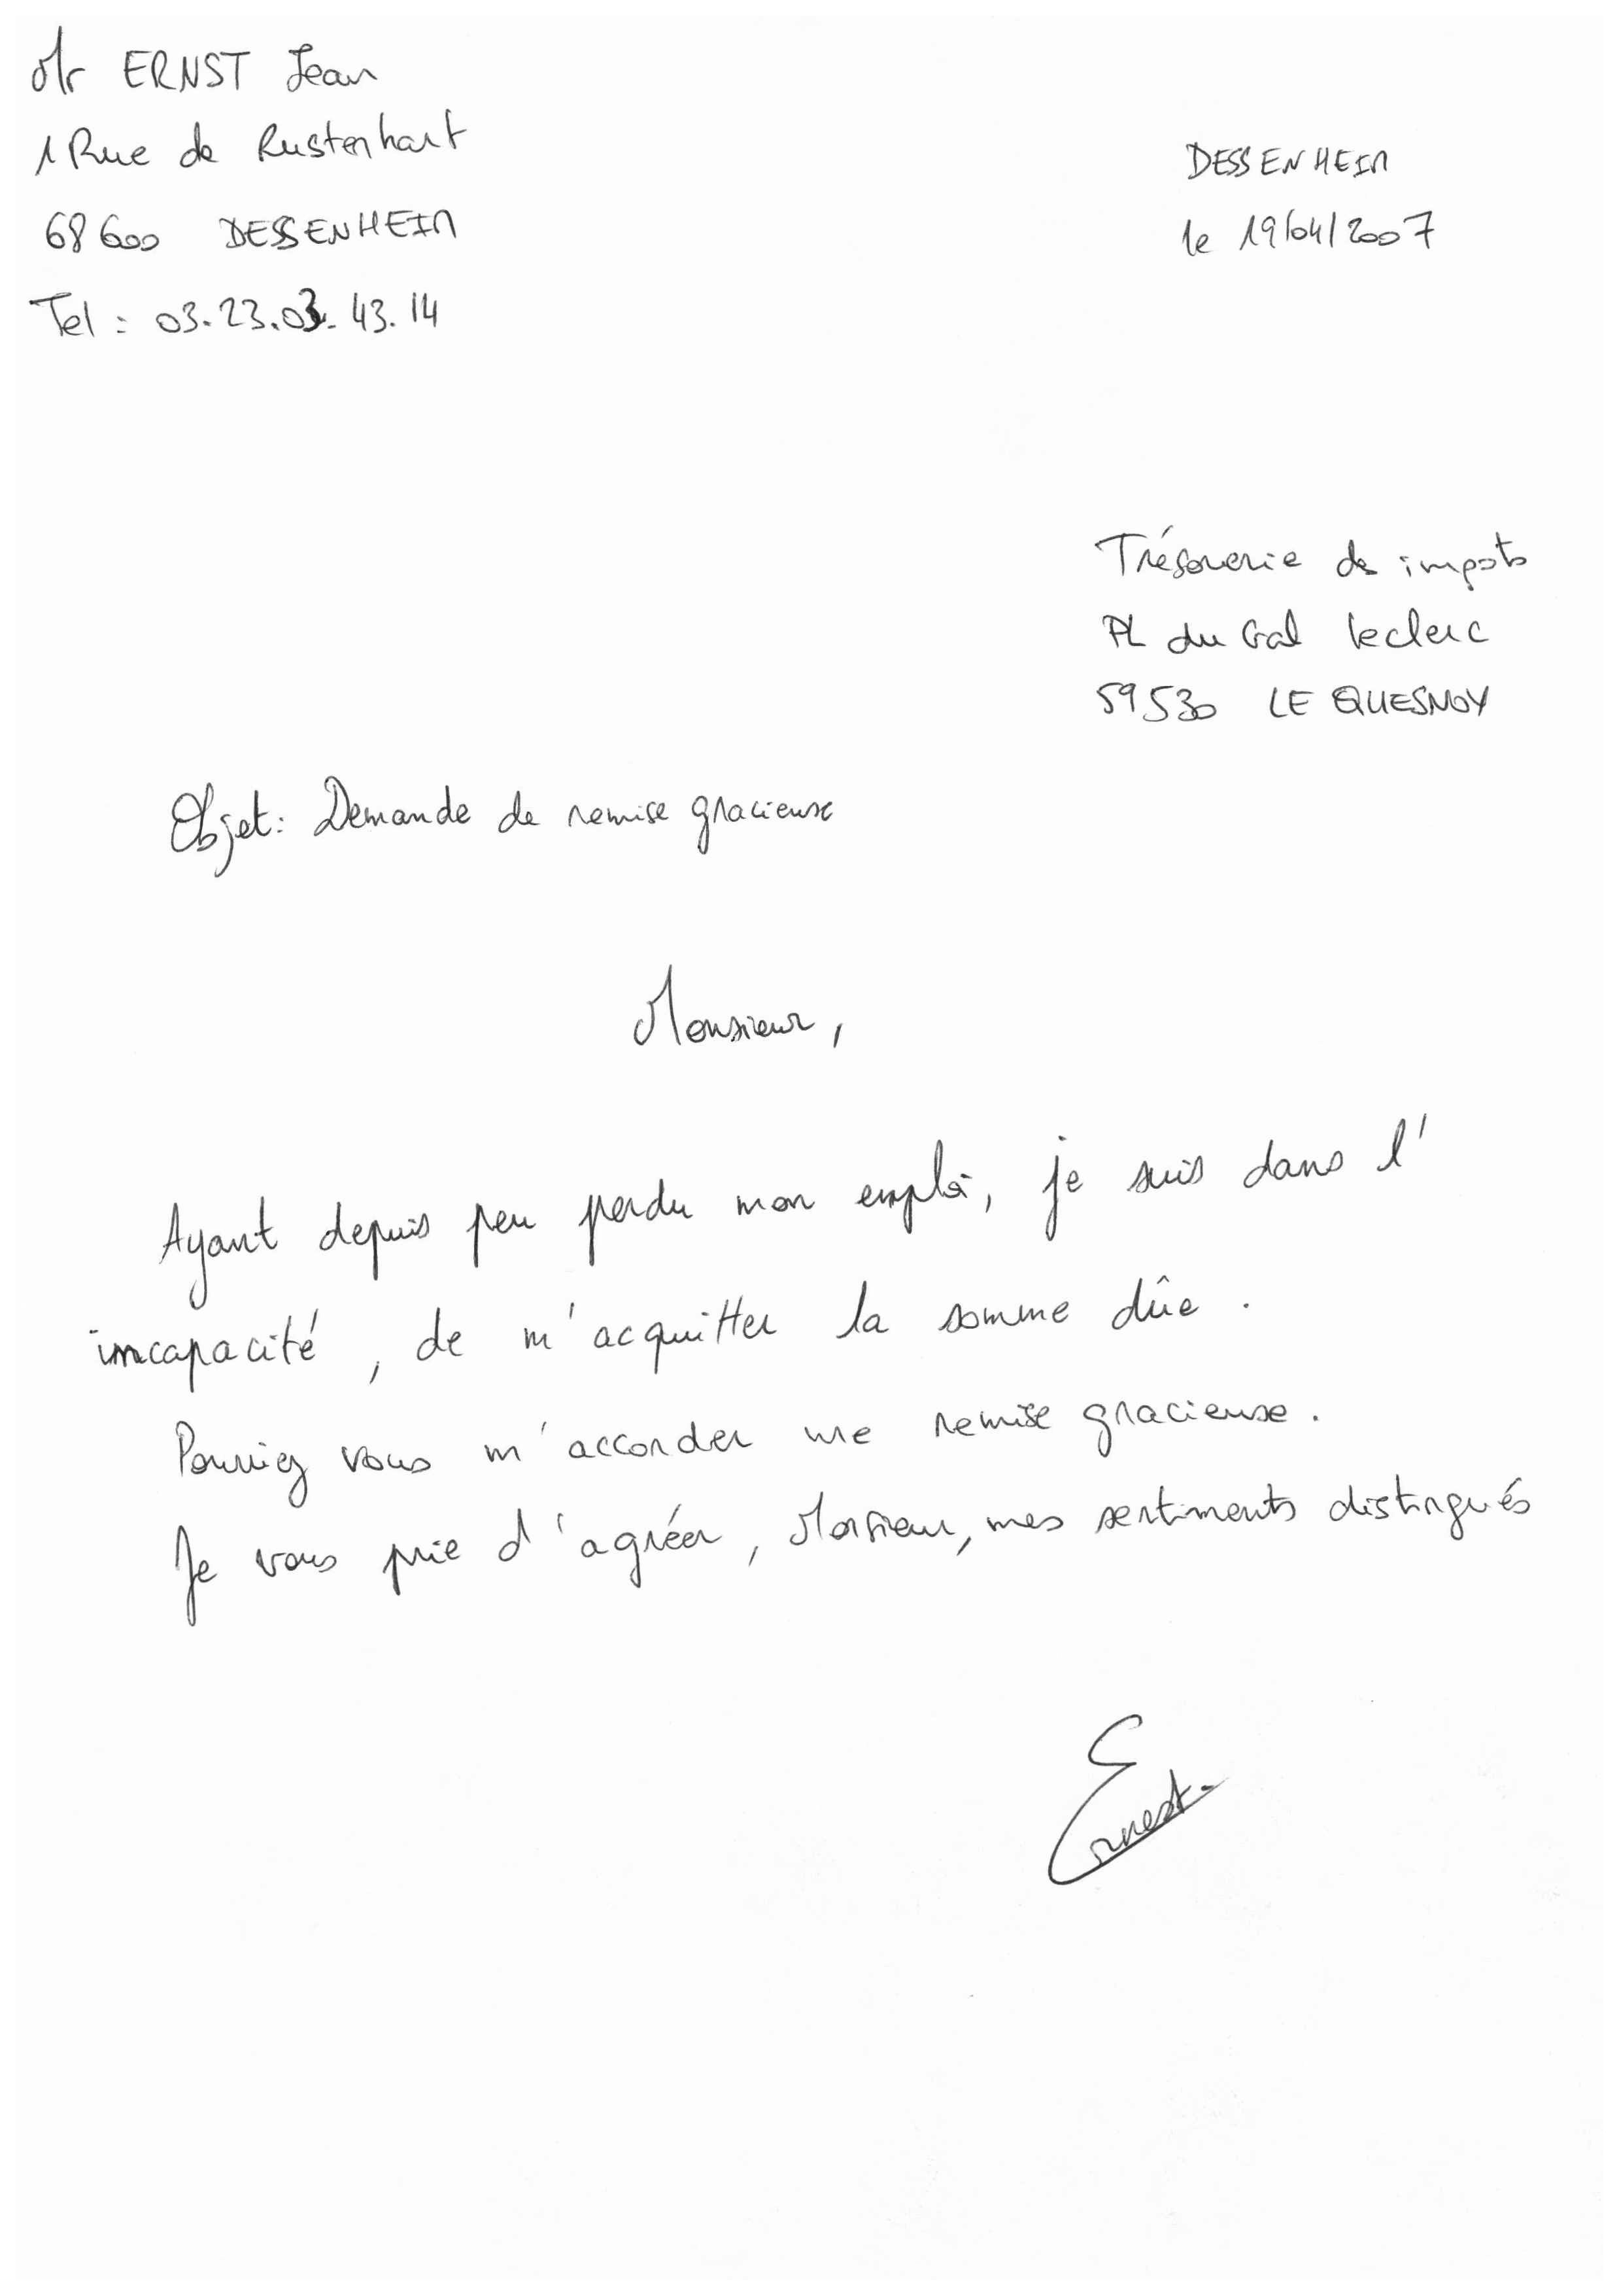 Mr ERNST Jean
1 Rue de Rustenhart
68600 DESSENHEIM
Tel : 03.23.03.43.14
DESSENHEIM
le 19/04/2007
Trésorerie des impots
PL du Gal Leclerc
59530 LE QUESNOY
Objet: Demande de remise gracieuse
Monsieur,
Ayant depuis peu perdu mon emploi, je suis dans l'
imcapacité, de m'acquitter la somme dûe.
Pourriez vous m'accorder une remise gracieuse.
Je vous prie d'agréer, Monsieur, mes sentiments distingués
Ernest